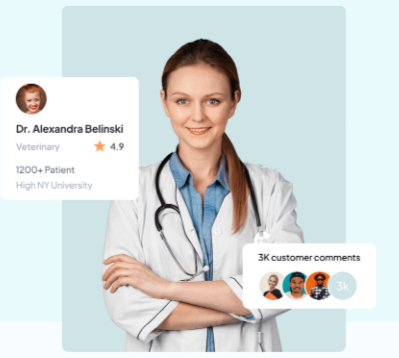 Dr. Alexandra Belinski
Veterinary 4.9
1200+ Patient
High NY University
3K customer comments
3k